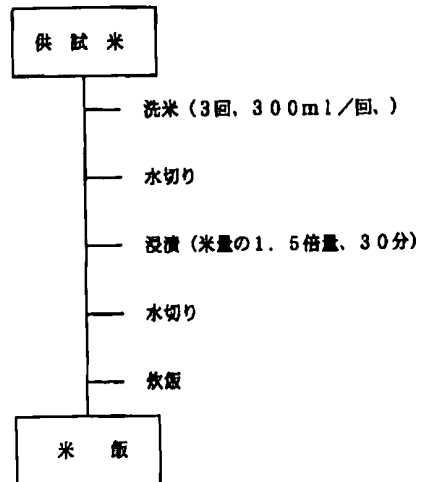 供 試 米
洗米（3回、300ml／回、）
水切り
浸漬（米量の1．5倍量、30分）
水切り
炊飯
米 飯